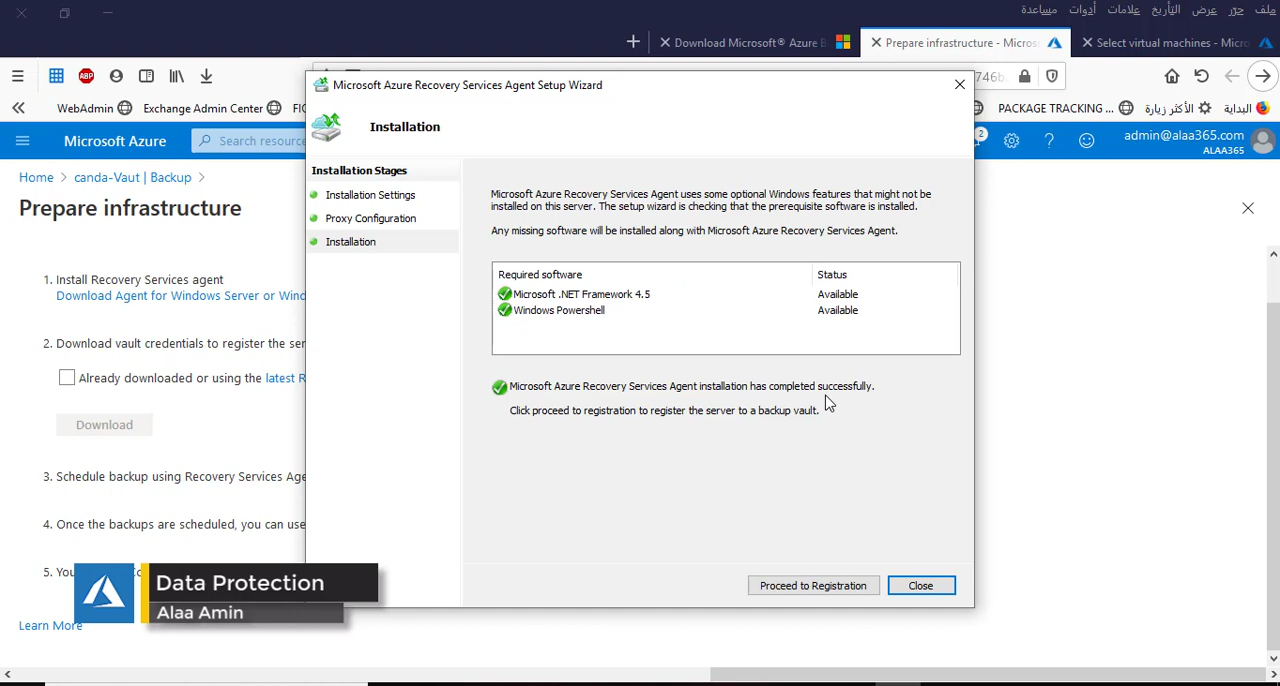 ملف حرّر عرض التأريخ علامات أدوات مساعدة
Download Microsoft® Azure B
Prepare infrastructure - Micros
Select virtual machines - Micro
746b
ABP
WebAdmin
Exchange Admin Center
PACKAGE TRACKING ...
الأكثر زيارة
البداية
Microsoft Azure
Search resource
2
admin@alaa365.com
ALAA365
Home > canda-Vaut | Backup >
Prepare infrastructure
1. Install Recovery Services agent
Download Agent for Windows Server or Wind
2. Download vault credentials to register the ser
Already downloaded or using the latest R
Download
3. Schedule backup using Recovery Services Age
4. Once the backups are scheduled, you can use
5. You
Learn More
Microsoft Azure Recovery Services Agent Setup Wizard
Installation
Installation Stages
Installation Settings
Proxy Configuration
Installation
Microsoft Azure Recovery Services Agent uses some optional Windows features that might not be
installed on this server. The setup wizard is checking that the prerequisite software is installed.
Any missing software will be installed along with Microsoft Azure Recovery Services Agent.
Required software Status
Microsoft .NET Framework 4.5 Available
Windows Powershell Available
Microsoft Azure Recovery Services Agent installation has completed successfully.
Click proceed to registration to register the server to a backup vault.
Proceed to Registration
Close
Data Protection
Alaa Amin